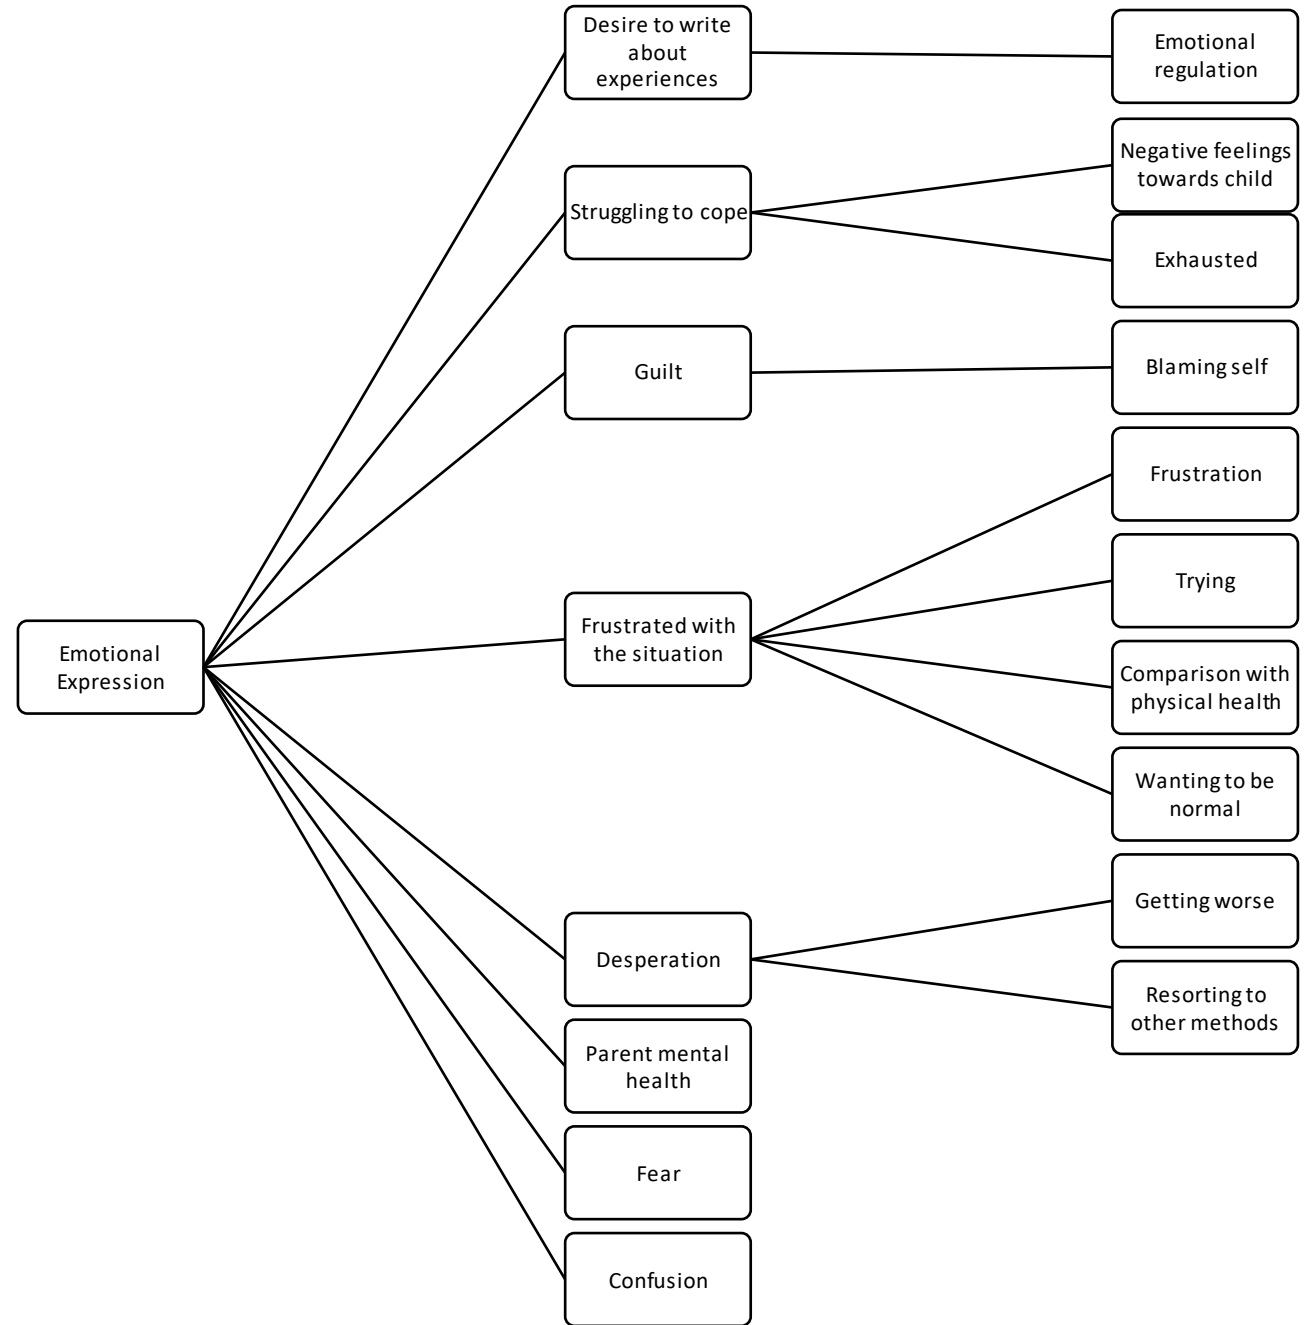 Emotional
Expression
Desire to write
about
experiences
Struggling to cope
Guilt
Frustrated with
the situation
Desperation
Parent mental
health
Fear
Confusion
Emotional
regulation
Negative feelings
towards child
Exhausted
Blaming self
Frustration
Trying
Comparison with
physical health
Wanting to be
normal
Getting worse
Resorting to
other methods